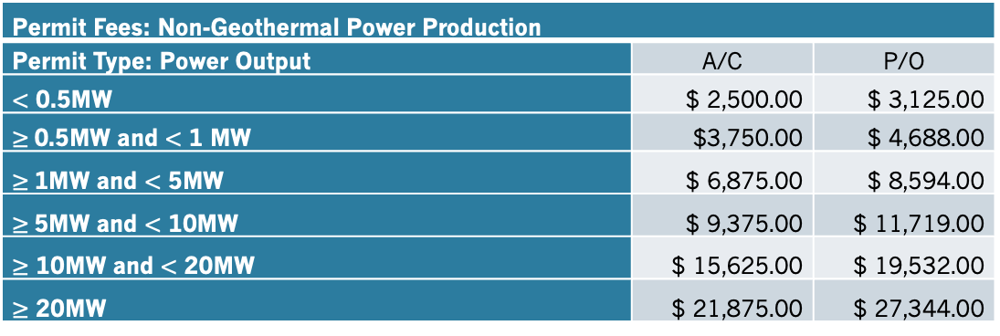 Permit Fees: Non-Geothermal Power Production
Permit Type: Power Output A/C P/O
< 0.5MW $ 2,500.00 $ 3,125.00
≥ 0.5MW and < 1 MW $3,750.00 $ 4,688.00
≥ 1MW and < 5MW $ 6,875.00 $ 8,594.00
≥ 5MW and < 10MW $ 9,375.00 $ 11,719.00
≥ 10MW and < 20MW $ 15,625.00 $ 19,532.00
≥ 20MW $ 21,875.00 $ 27,344.00